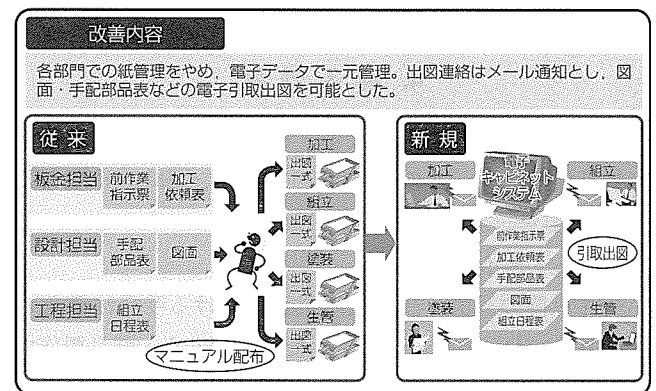 改善内容
各部門での紙管理をやめ，電子データで一元管理。出図連絡はメール通知とし，図
面・手配部品表などの電子引取出図を可能とした。
従来
板金担当
前作業
指示票
加工
依頼表
設計担当
手配
部品表
図面
工程担当
組立
日程表
マニュアル配布
加工
出図
一式
組立
出図
一式
塗装
出図
一式
生管
出図
一式
新規
電子
キャビネット
システム
加工
組立
前作業指示票
加工依頼表
手配部品表
図面
組立日程表
引取出図
塗装
生管